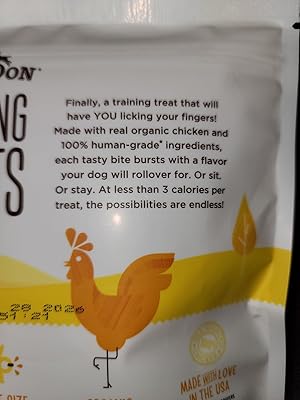 OON®
NG
TS
Finally, a training treat that will
have YOU licking your fingers!
Made with real organic chicken and
100% human-grade* ingredients,
each tasty bite bursts with a flavor
your dog will rollover for. Or sit.
Or stay. At less than 3 calories per
treat, the possibilities are endless!
28 2026
51:21
MADE WITH LOVE
IN THE USA